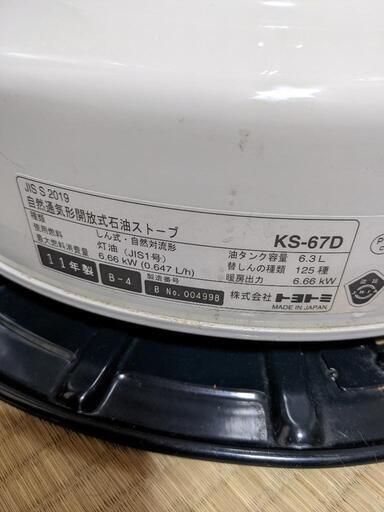 JIS S 2019
自然通気形開放式石油ストーブ
KS-67D
種類 しん式・自然対流形
使用燃料 灯油（JIS1号）
最大燃料消費量 6.66 kW (0.647 L/h)
油タンク容量 6.3 L
替しんの種類 125 種
暖房出力 6.66 kW
11年製
B-4
製造番号
B No. 004998
株式会社トヨトミ
MADE IN JAPAN